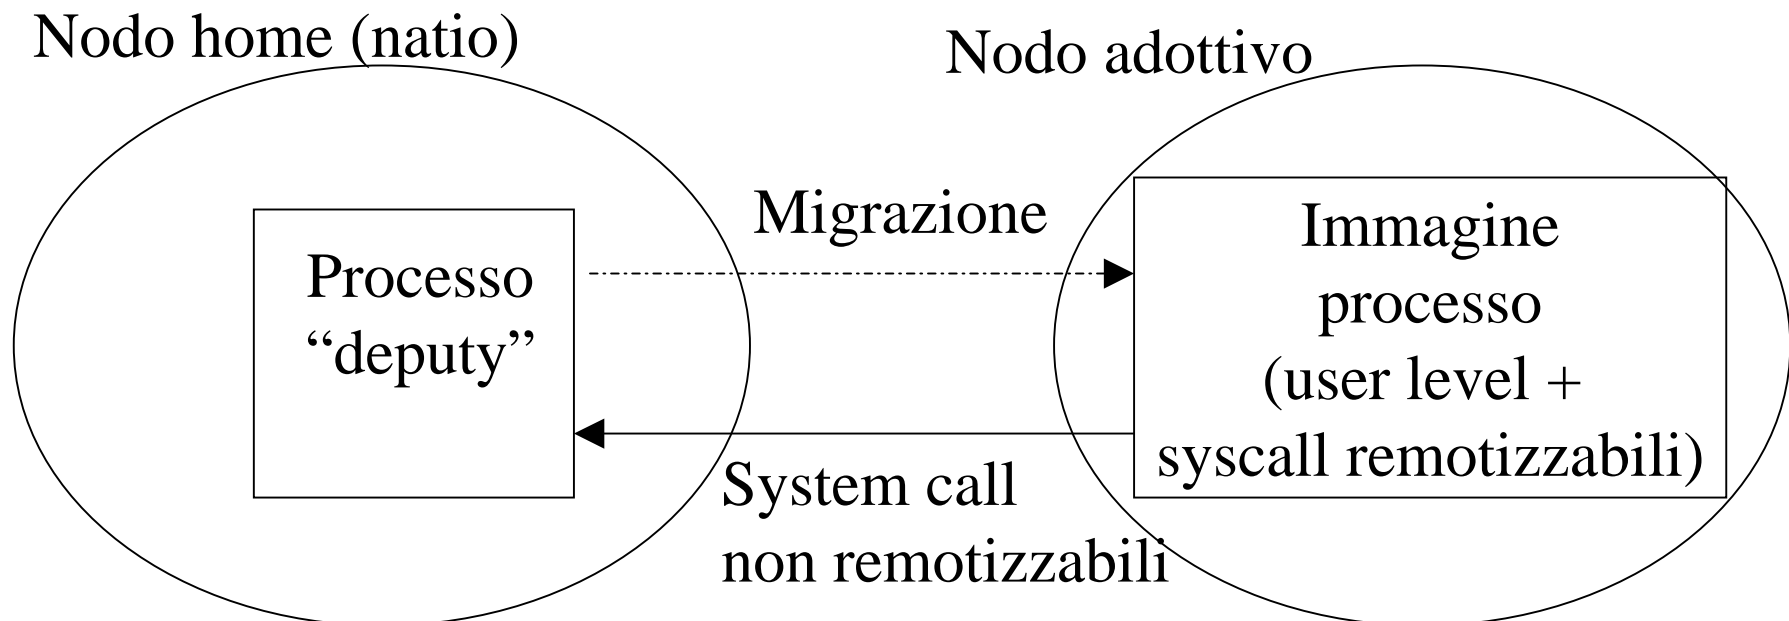 Nodo home (natio)
Nodo adottivo
Processo
“deputy”
Migrazione
Immagine
processo
(user level +
syscall remotizzabili)
System call
non remotizzabili